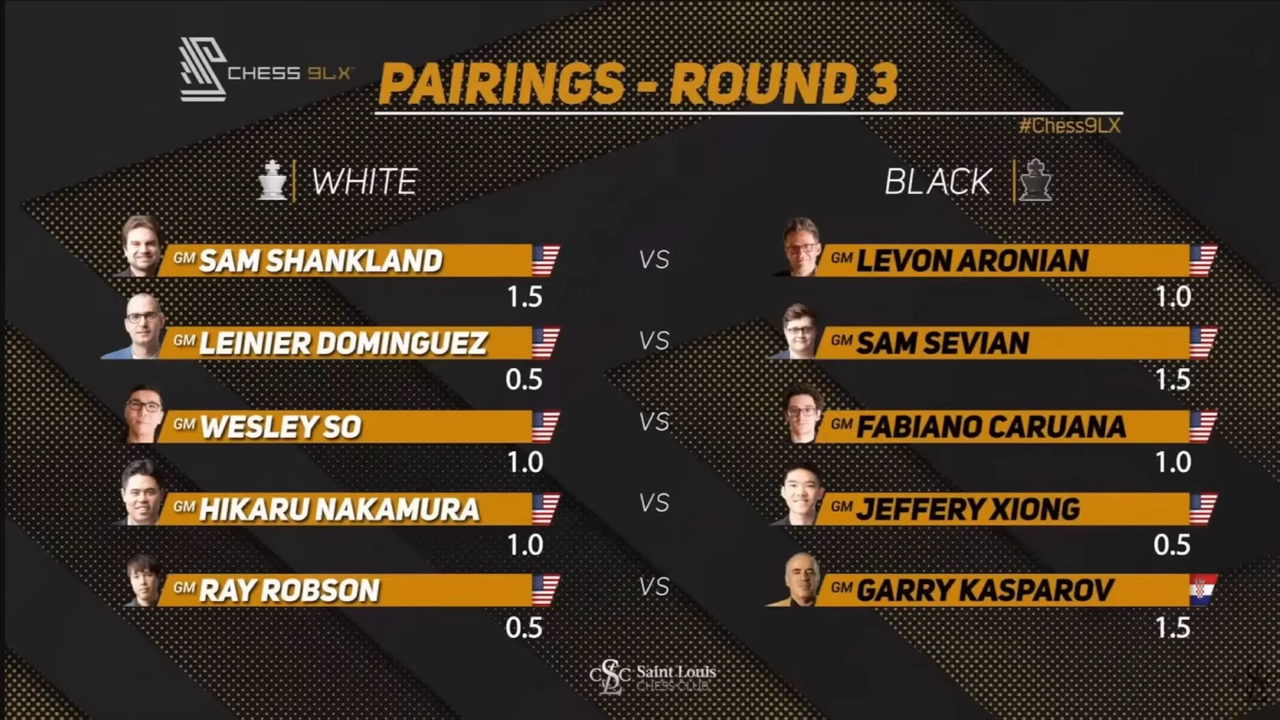 CHESS 9LX™
PAIRINGS - ROUND 3
#Chess9LX
WHITE BLACK
GM SAM SHANKLAND VS GM LEVON ARONIAN
1.5 1.0
GM LEINIER DOMINGUEZ VS GM SAM SEVIAN
0.5 1.5
GM WESLEY SO VS GM FABIANO CARUANA
1.0 1.0
GM HIKARU NAKAMURA VS GM JEFFERY XIONG
1.0 0.5
GM RAY ROBSON VS GM GARRY KASPAROV
0.5 1.5
CSLC Saint Louis
CHESS CLUB